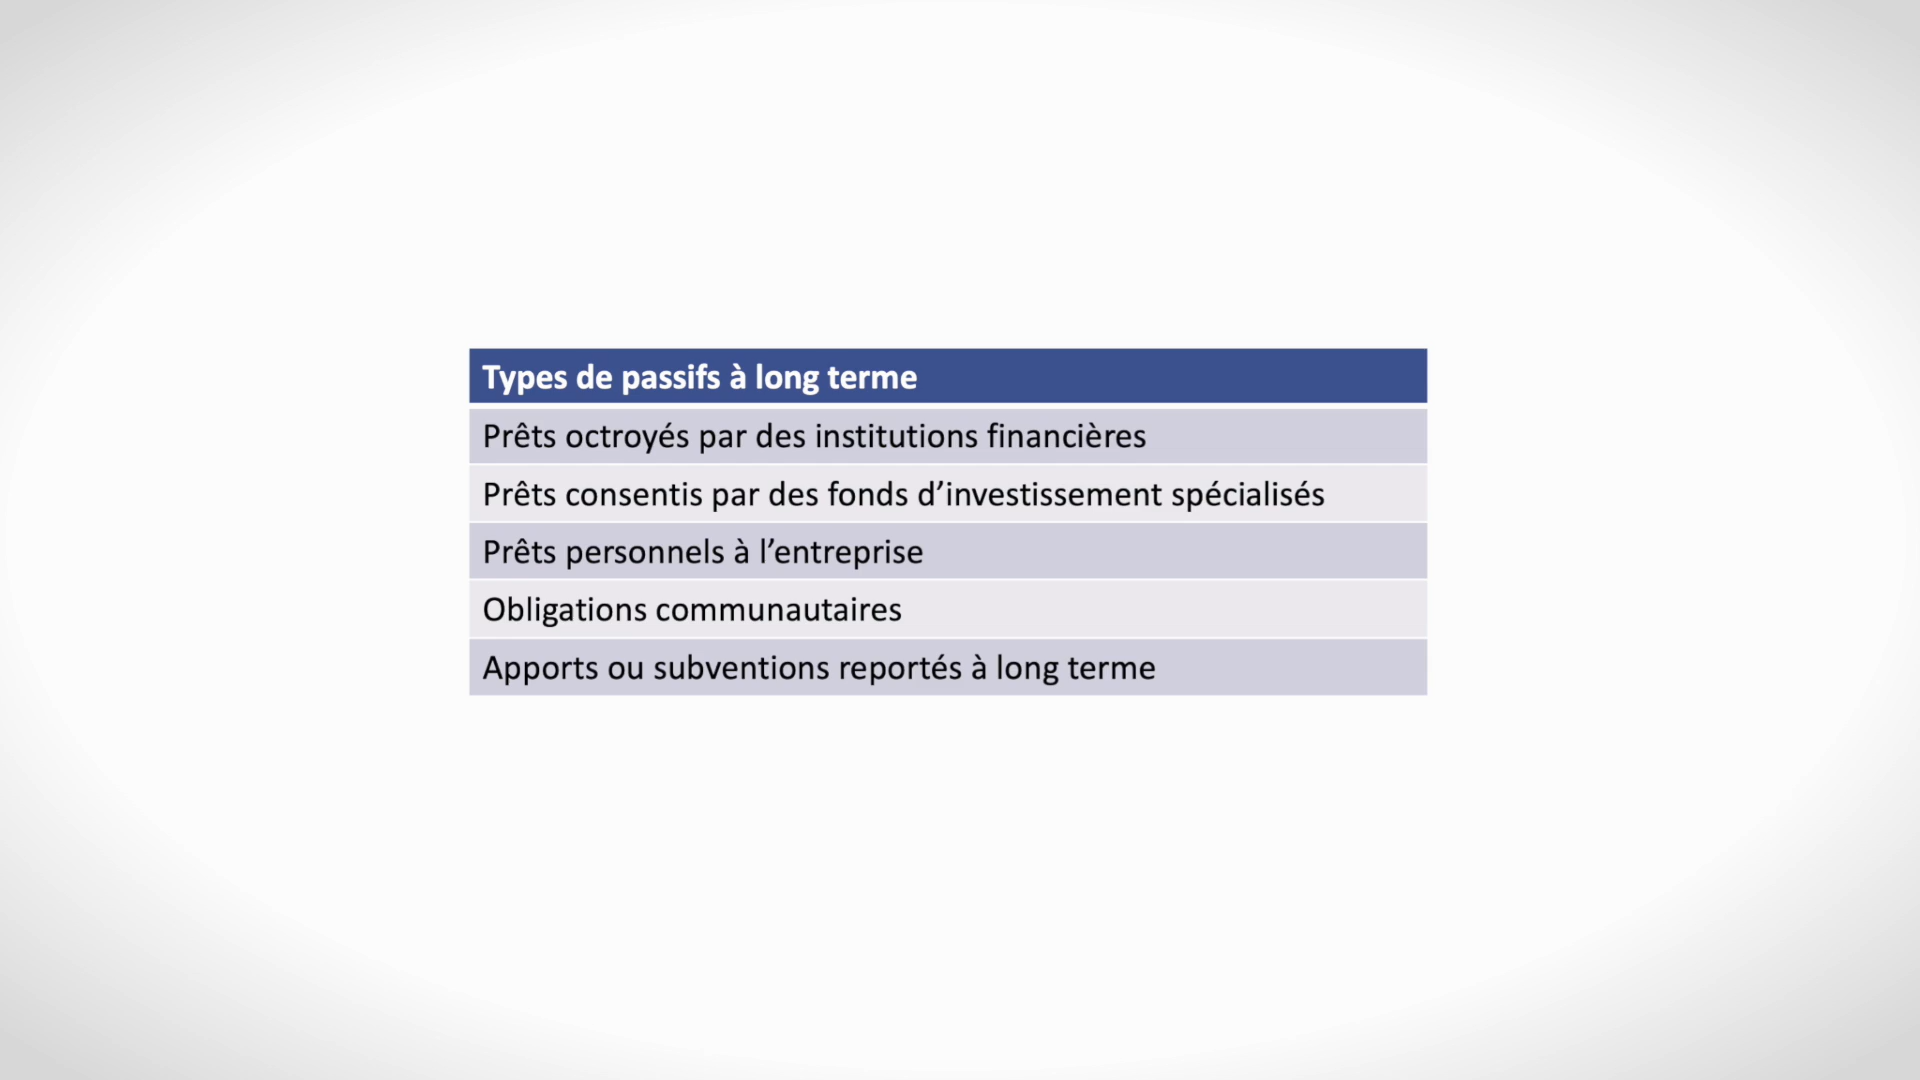 Types de passifs à long terme
Prêts octroyés par des institutions financières
Prêts consentis par des fonds d’investissement spécialisés
Prêts personnels à l’entreprise
Obligations communautaires
Apports ou subventions reportés à long terme